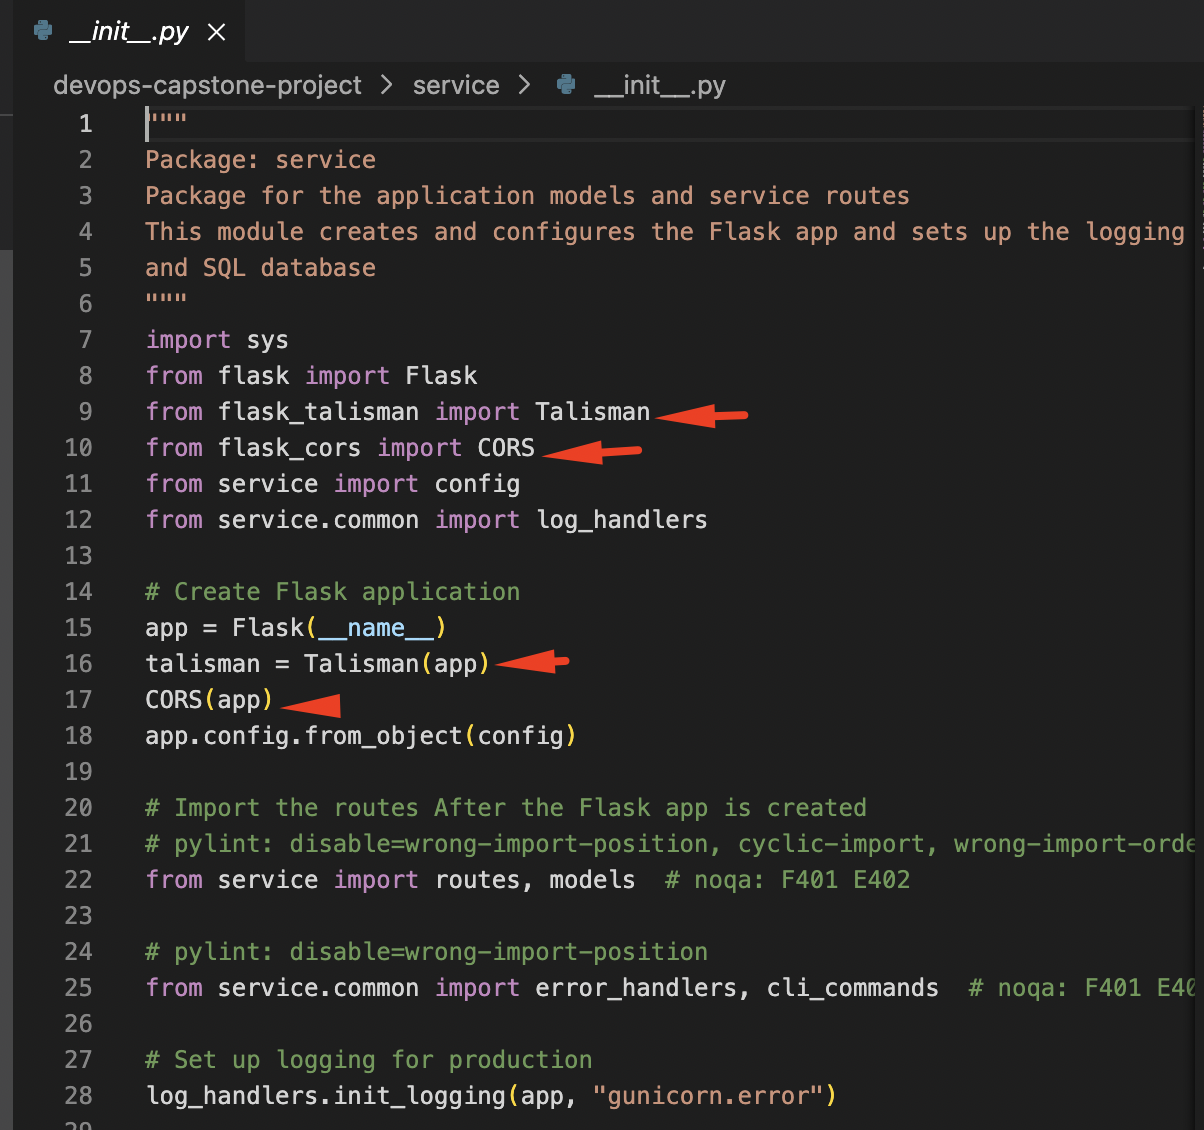 __init__.py
devops-capstone-project > service > __init__.py
1 """
2 Package: service
3 Package for the application models and service routes
4 This module creates and configures the Flask app and sets up the logging
5 and SQL database
6 """
7 import sys
8 from flask import Flask
9 from flask_talisman import Talisman
10 from flask_cors import CORS
11 from service import config
12 from service.common import log_handlers
13
14 # Create Flask application
15 app = Flask(__name__)
16 talisman = Talisman(app)
17 CORS(app)
18 app.config.from_object(config)
19
20 # Import the routes After the Flask app is created
21 # pylint: disable=wrong-import-position, cyclic-import, wrong-import-orde
22 from service import routes, models  # noqa: F401 E402
23
24 # pylint: disable=wrong-import-position
25 from service.common import error_handlers, cli_commands  # noqa: F401 E40
26
27 # Set up logging for production
28 log_handlers.init_logging(app, "gunicorn.error")
29